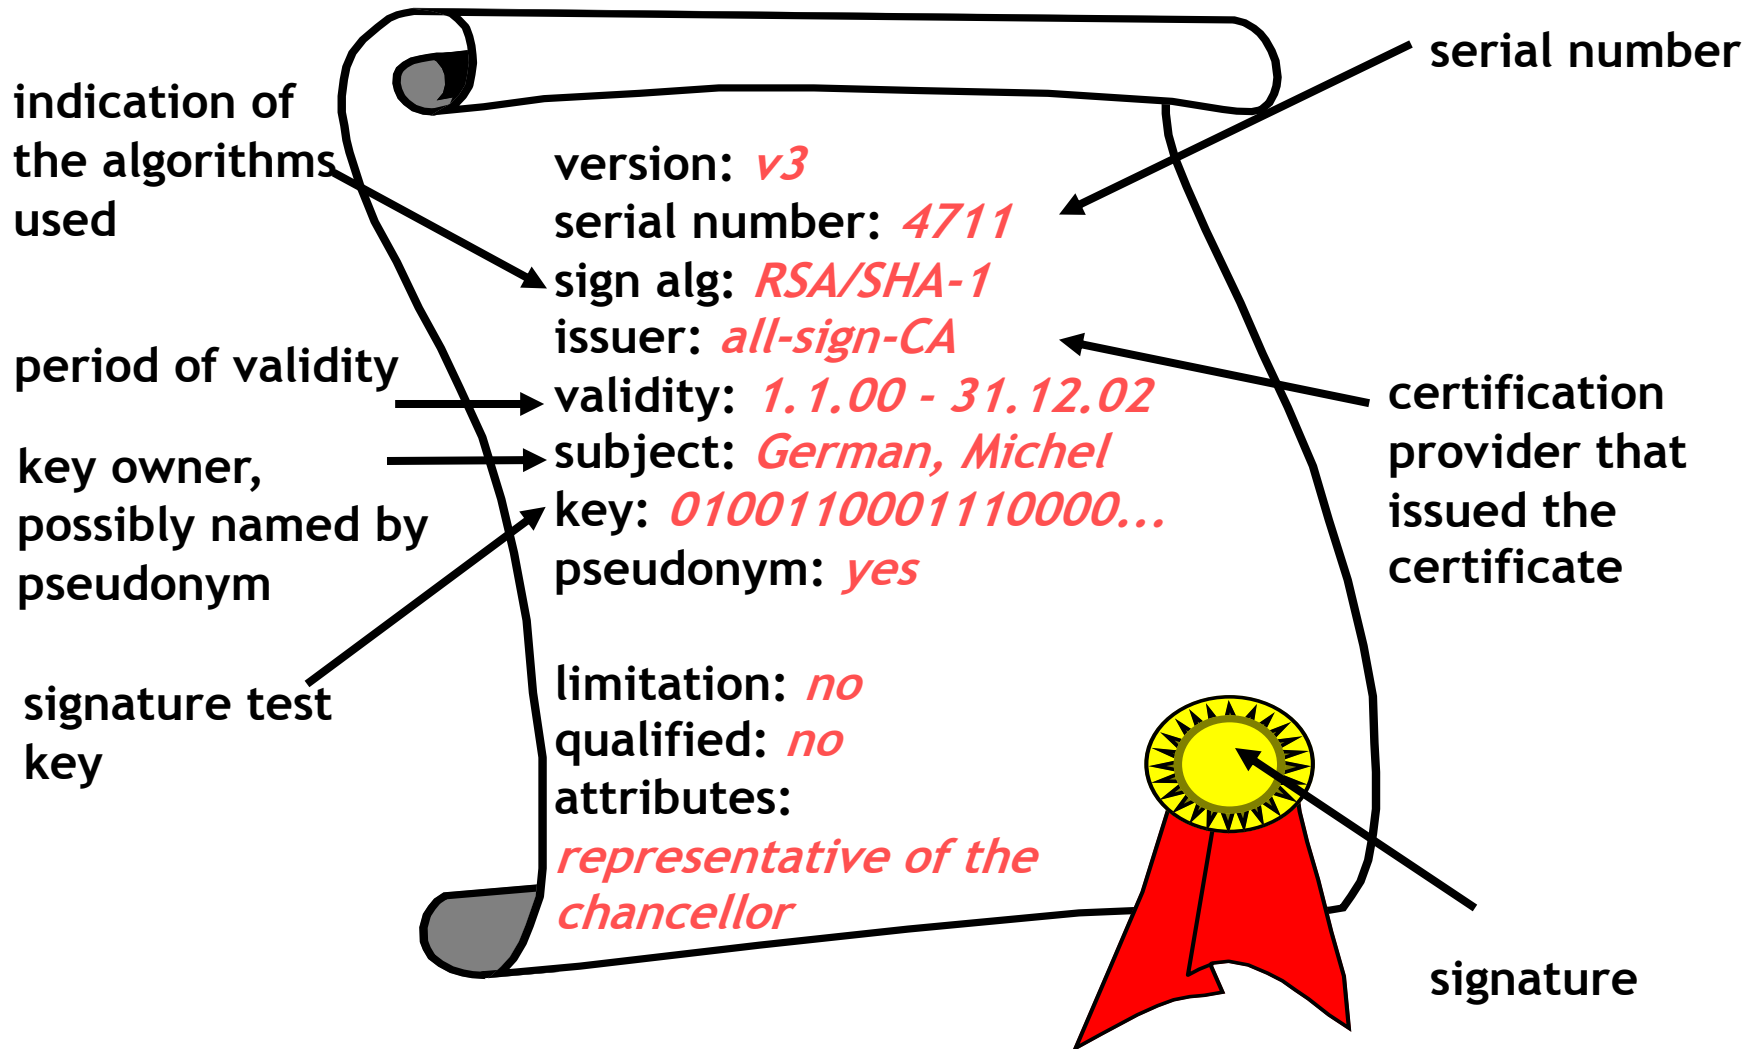 indication of
the algorithms
used
period of validity
key owner,
possibly named by
pseudonym
signature test
key
version: v3
serial number: 4711
sign alg: RSA/SHA-1
issuer: all-sign-CA
validity: 1.1.00 - 31.12.02
subject: German, Michel
key: 0100110001110000...
pseudonym: yes
limitation: no
qualified: no
attributes:
representative of the
chancellor
serial number
certification
provider that
issued the
certificate
signature